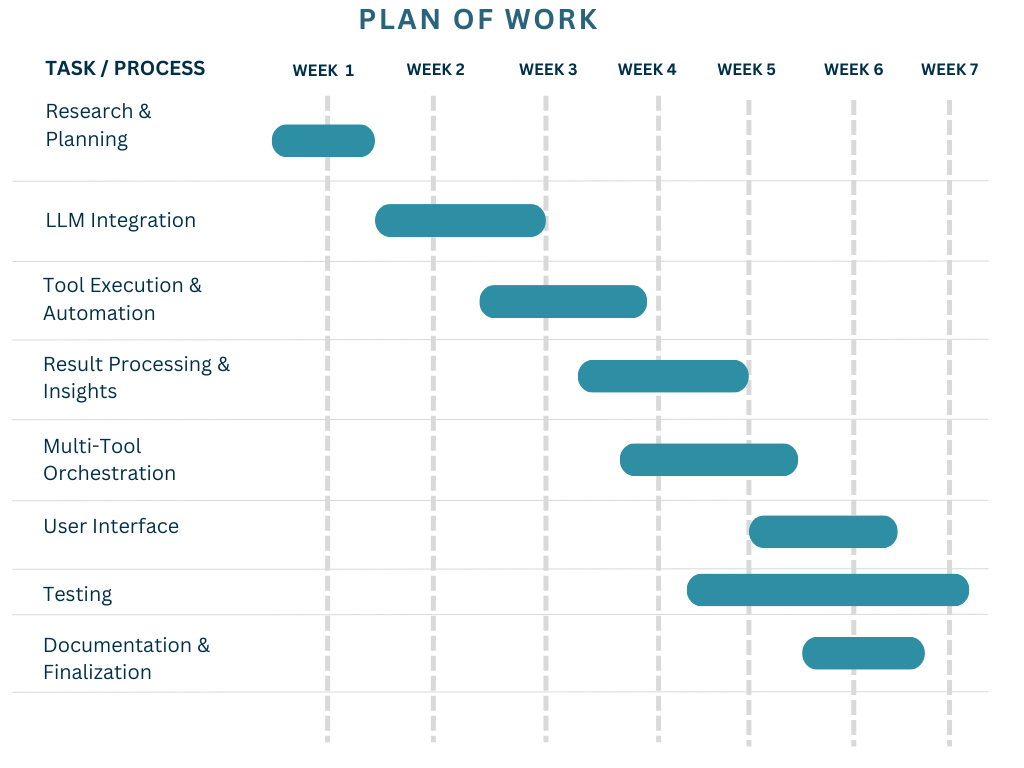 PLAN OF WORK
TASK / PROCESS
WEEK 1
WEEK 2
WEEK 3
WEEK 4
WEEK 5
WEEK 6
WEEK 7
Research &
Planning
LLM Integration
Tool Execution &
Automation
Result Processing &
Insights
Multi-Tool
Orchestration
User Interface
Testing
Documentation &
Finalization